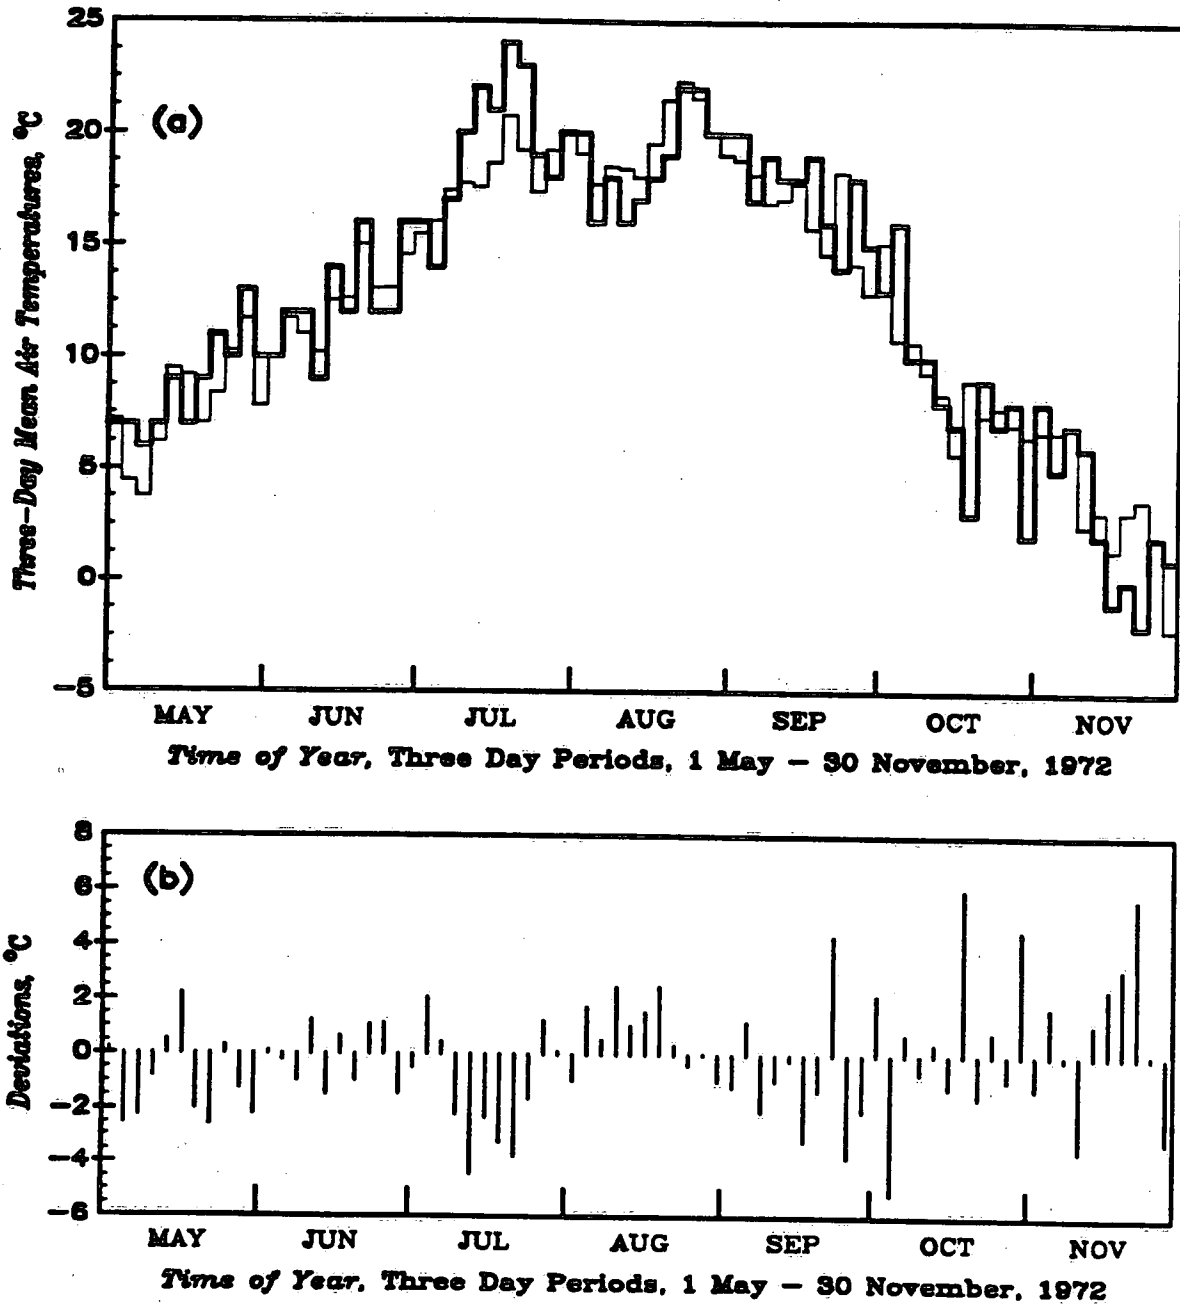 25
20
15
10
5
0
-5
Three-Day Mean Air Temperatures, °C
(a)
MAY JUN JUL AUG SEP OCT NOV
Time of Year, Three Day Periods, 1 May – 30 November, 1972
8
6
4
2
0
-2
-4
-6
Deviations, °C
(b)
MAY JUN JUL AUG SEP OCT NOV
Time of Year, Three Day Periods, 1 May – 30 November, 1972